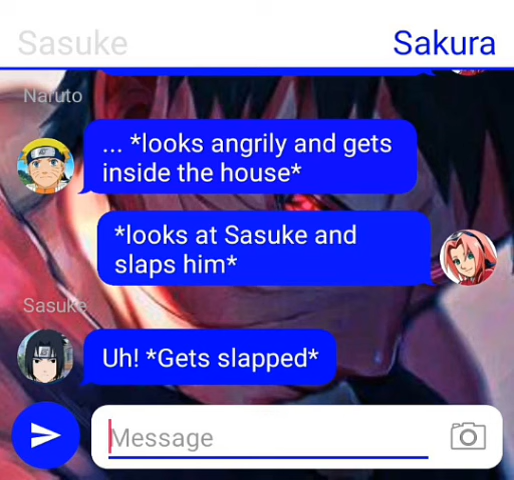 Sasuke Sakura
Naruto
... *looks angrily and gets
inside the house*
*looks at Sasuke and
slaps him*
Sasuke
Uh! *Gets slapped*
Message